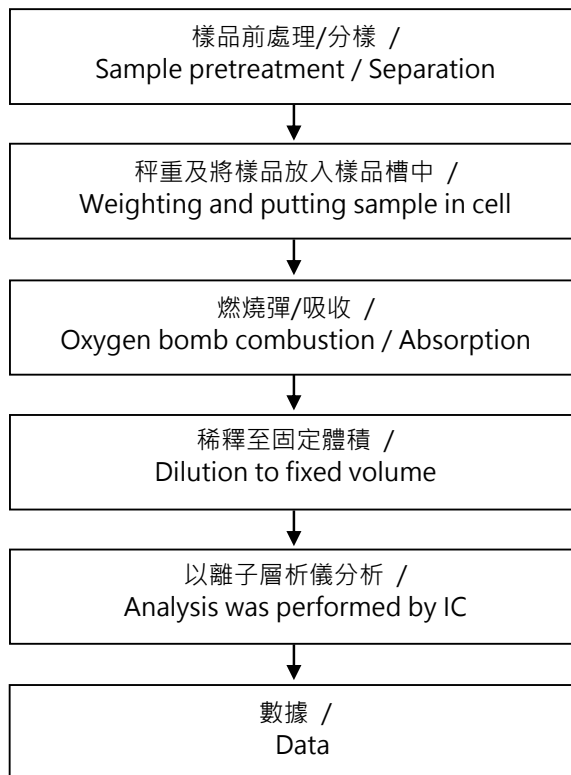 樣品前處理/分樣 /
Sample pretreatment / Separation
秤重及將樣品放入樣品槽中 /
Weighting and putting sample in cell
燃燒彈/吸收 /
Oxygen bomb combustion / Absorption
稀釋至固定體積 /
Dilution to fixed volume
以離子層析儀分析 /
Analysis was performed by IC
數據 /
Data